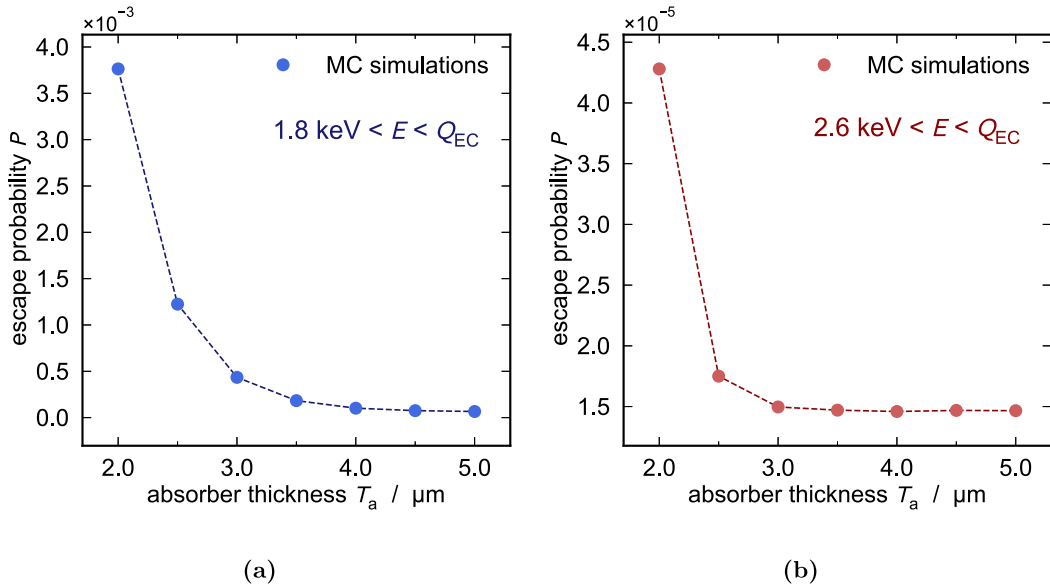 ×10⁻³
4.0
3.5
3.0
2.5
2.0
1.5
1.0
0.5
0.0
escape probability P
MC simulations
1.8 keV < E < Q_EC
2.0 3.0 4.0 5.0
absorber thickness T_a / µm
(a)
×10⁻⁵
4.5
4.0
3.5
3.0
2.5
2.0
1.5
escape probability P
MC simulations
2.6 keV < E < Q_EC
2.0 3.0 4.0 5.0
absorber thickness T_a / µm
(b)